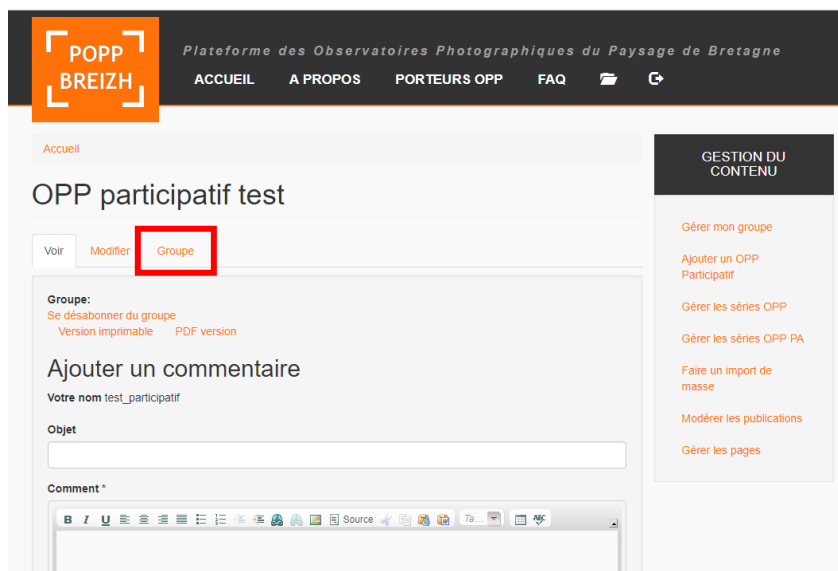 POPP
BREIZH
Plateforme des Observatoires Photographiques du Paysage de Bretagne
ACCUEIL A PROPOS PORTEURS OPP FAQ
Accueil
OPP participatif test
Voir Modifier Groupe
Groupe:
Se désabonner du groupe
Version imprimable PDF version
Ajouter un commentaire
Votre nom test_participatif
Objet
Comment *
B I U Source Ta... ABC
GESTION DU
CONTENU
Gérer mon groupe
Ajouter un OPP
Participatif
Gérer les séries OPP
Gérer les séries OPP PA
Faire un import de
masse
Modérer les publications
Gérer les pages